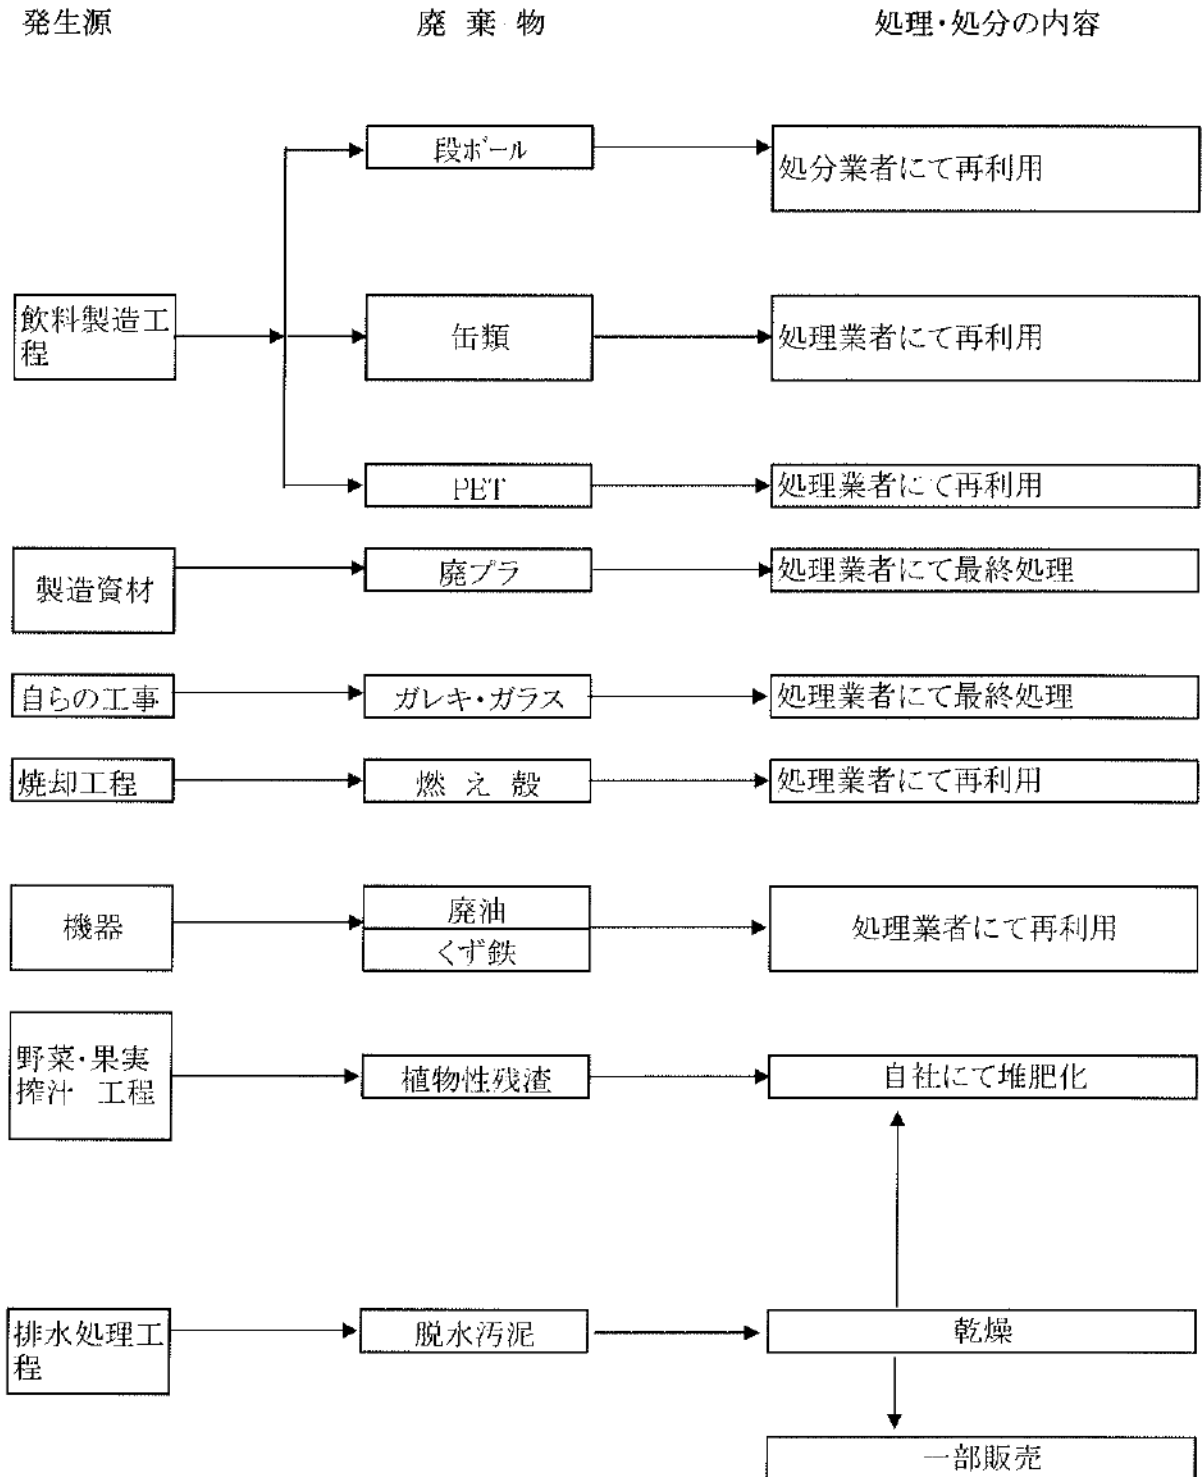 発生源 廃 棄 物 処理・処分の内容
段ボール 処分業者にて再利用
飲料製造工
程
缶類 処理業者にて再利用
PET 処理業者にて再利用
製造資材 廃プラ 処理業者にて最終処理
自らの工事 ガレキ・ガラス 処理業者にて最終処理
焼却工程 燃 え 殻 処理業者にて再利用
機器 廃油 処理業者にて再利用
くず鉄
野菜・果実
搾汁 工程
植物性残渣 自社にて堆肥化
排水処理工
程
脱水汚泥 乾燥
一部販売